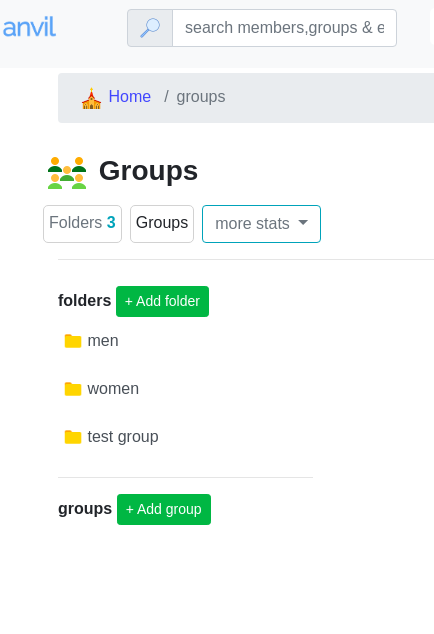 anvil
search members,groups & e
Home / groups
Groups
Folders 3 Groups more stats
folders + Add folder
men
women
test group
groups + Add group